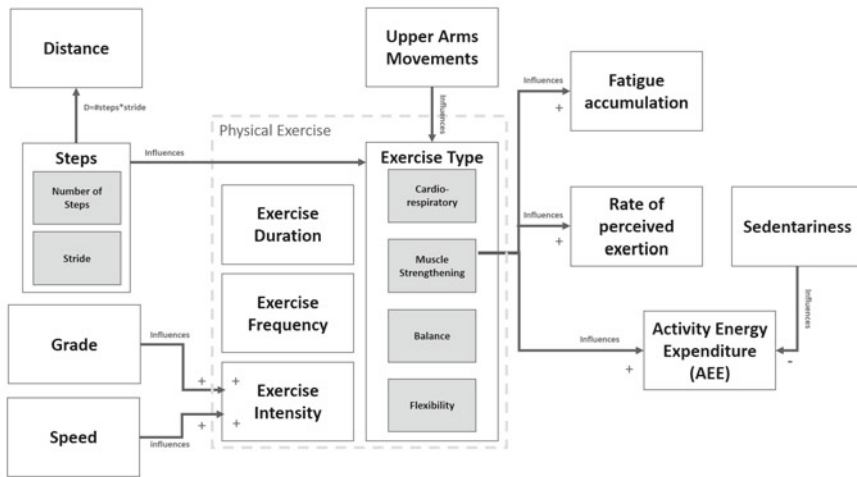 Distance
D=#steps*stride
Steps
Number of
Steps
Stride
Influences
Grade
Influences
+
+
Speed
influences
+
+
Physical Exercise
Exercise
Duration
Exercise
Frequency
Exercise
Intensity
Upper Arms
Movements
Influences
Exercise Type
Cardio-
respiratory
Muscle
Strengthening
Balance
Flexibility
Influences
+
Fatigue
accumulation
Influences
+
Rate of
perceived
exertion
Influences
+
Activity Energy
Expenditure
(AEE)
Sedentariness
Influences
-